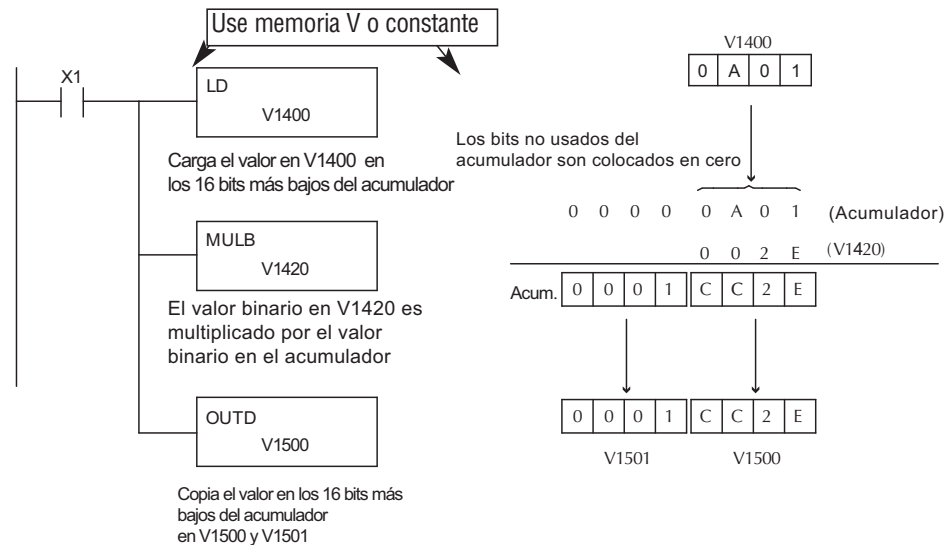 Use memoria V o constante
X1
LD
V1400
Carga el valor en V1400 en
los 16 bits más bajos del acumulador
MULB
V1420
El valor binario en V1420 es
multiplicado por el valor
binario en el acumulador
OUTD
V1500
Copia el valor en los 16 bits más
bajos del acumulador
en V1500 y V1501
V1400
0 A 0 1
Los bits no usados del
acumulador son colocados en cero
0 0 0 0 0 A 0 1 (Acumulador)
0 0 2 E (V1420)
Acum. 0 0 0 1 C C 2 E
0 0 0 1 C C 2 E
V1501 V1500